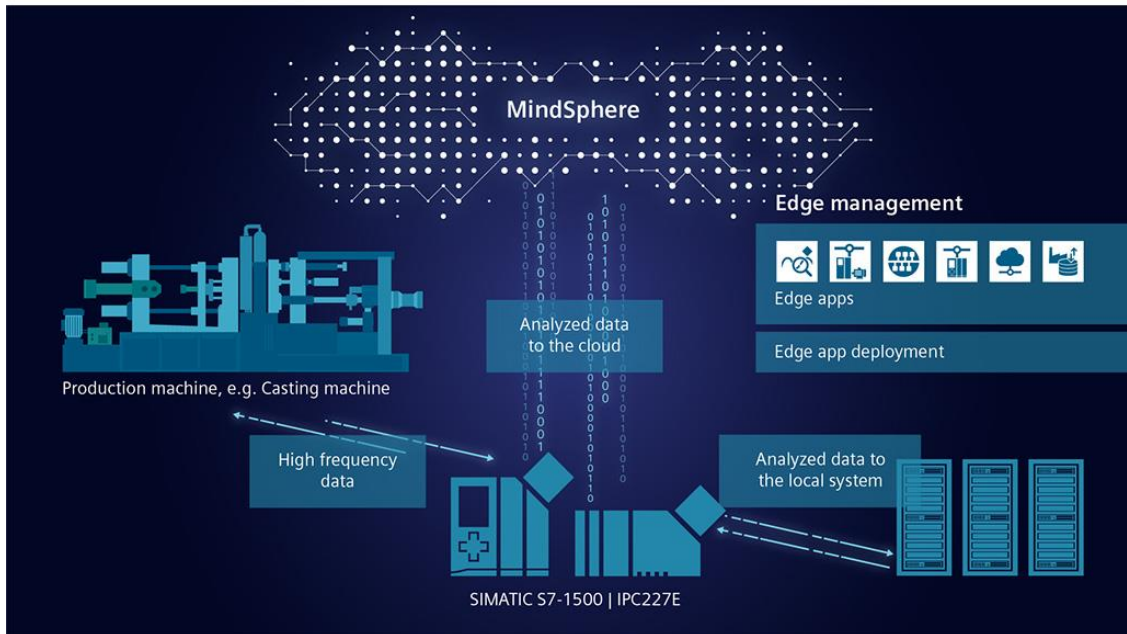 MindSphere
Edge management
Edge apps
Edge app deployment
Analyzed data
to the cloud
Production machine, e.g. Casting machine
High frequency
data
Analyzed data to
the local system
SIMATIC S7-1500 | IPC227E